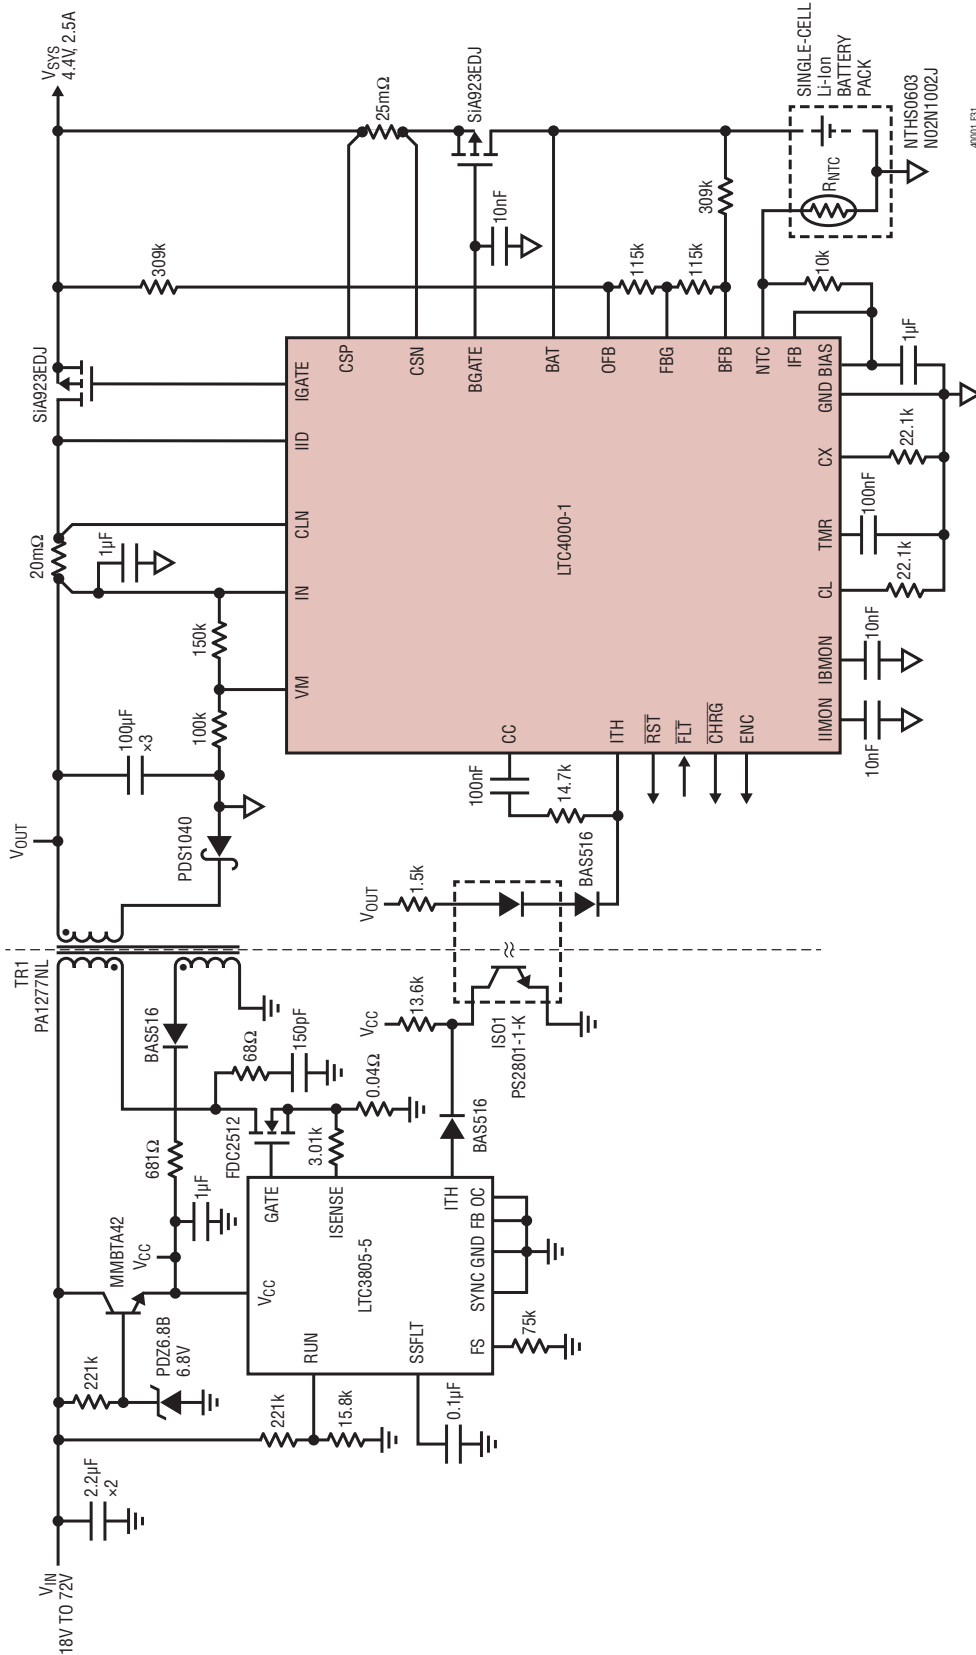 VIN
18V TO 72V
2.2µF
×2
221k
PDZ6.8B
6.8V
MMBTA42
VCC
1µF
681Ω
BAS516
TR1
PA1277NL
VOUT
100µF
×3
PDS1040
100k
150k
1µF
20mΩ
SiA923EDJ
309k
VSYS
4.4V, 2.5A
221k
15.8k
0.1µF
RUN
VCC
SSFLT
LTC3805-5
GATE
ISENSE
ITH
FS
SYNC
GND
FB
OC
75k
FDC2512
68Ω
150pF
3.01k
0.04Ω
BAS516
VCC
13.6k
ISO1
PS2801-1-K
VOUT
1.5k
BAS516
100nF
14.7k
VM
IN
CLN
IID
IGATE
LTC4000-1
CC
ITH
RST
FLT
CHRG
ENC
CSP
CSN
BGATE
BAT
OFB
FBG
BFB
NTC
IFB
IIMON
IBMON
CL
TMR
CX
GND
BIAS
10nF
10nF
22.1k
100nF
22.1k
1µF
25mΩ
SiA923EDJ
10nF
115k
115k
309k
10k
RNTC
SINGLE-CELL
Li-Ion
BATTERY
PACK
NTHS0603
N02N1002J
40001 F31